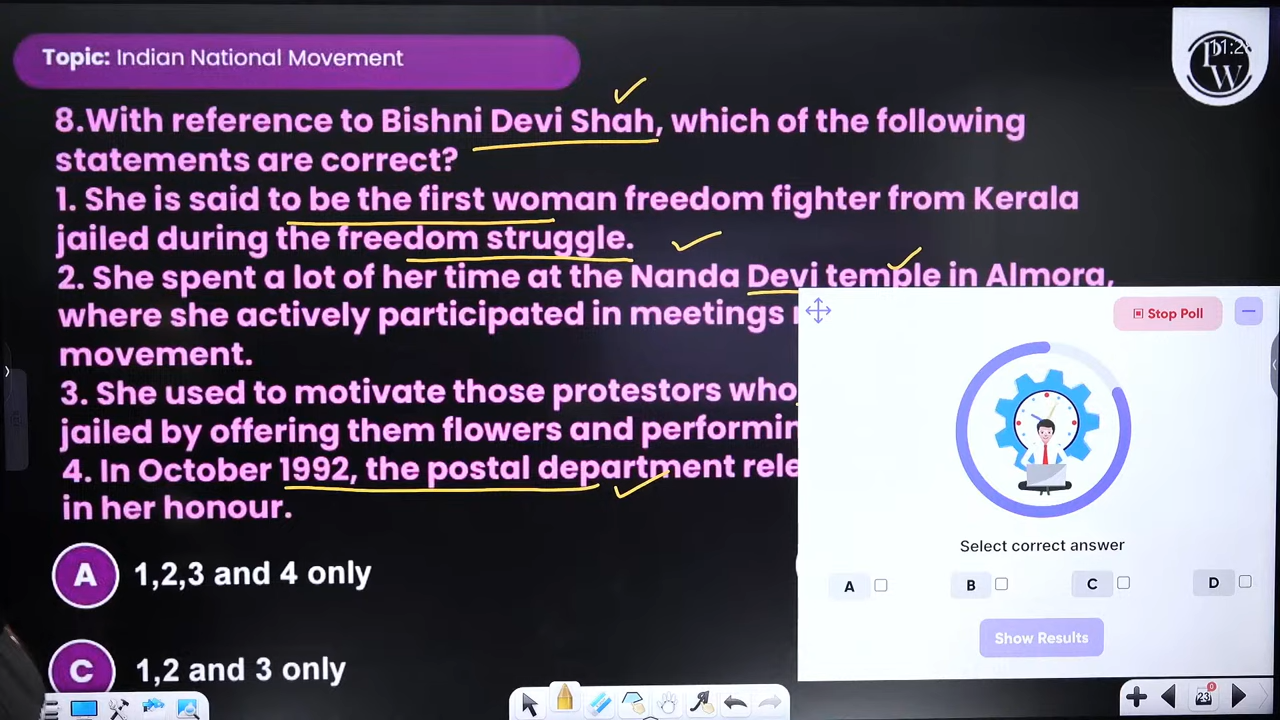 Topic: Indian National Movement
8.With reference to Bishni Devi Shah, which of the following
statements are correct?
1. She is said to be the first woman freedom fighter from Kerala
jailed during the freedom struggle.
2. She spent a lot of her time at the Nanda Devi temple in Almora,
where she actively participated in meetings
movement.
3. She used to motivate those protestors who
jailed by offering them flowers and
4. In October 1992, the postal department
in her honour.
A 1,2,3 and 4 only
C 1,2 and 3 only
PW
Stop Poll
Select correct answer
A B C D
Show Results
23